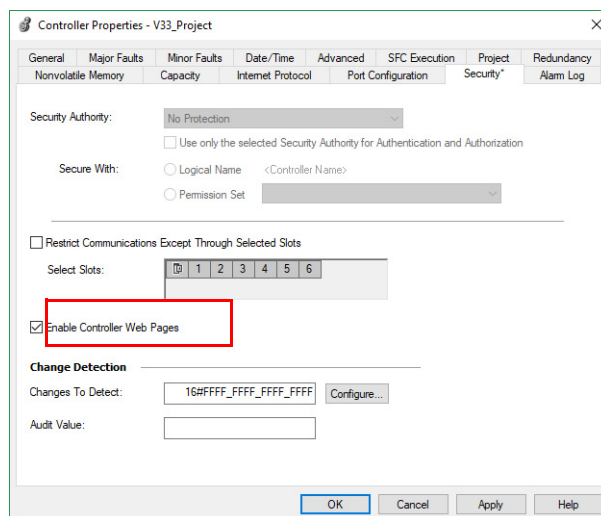 Controller Properties - V33_Project
General Major Faults Minor Faults Date/Time Advanced SFC Execution Project Redundancy
Nonvolatile Memory Capacity Internet Protocol Port Configuration Security* Alarm Log
Security Authority: No Protection
Use only the selected Security Authority for Authentication and Authorization
Secure With: Logical Name <Controller Name>
Permission Set
Restrict Communications Except Through Selected Slots
Select Slots: 1 2 3 4 5 6
Enable Controller Web Pages
Change Detection
Changes To Detect: 16#FFFF_FFFF_FFFF_FFFF Configure...
Audit Value:
OK Cancel Apply Help